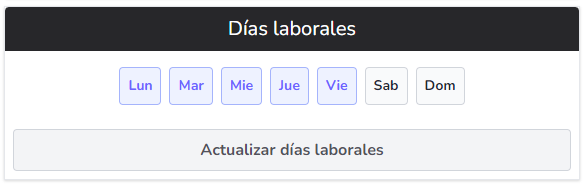 Días laborales
Lun Mar Mie Jue Vie Sab Dom
Actualizar días laborales